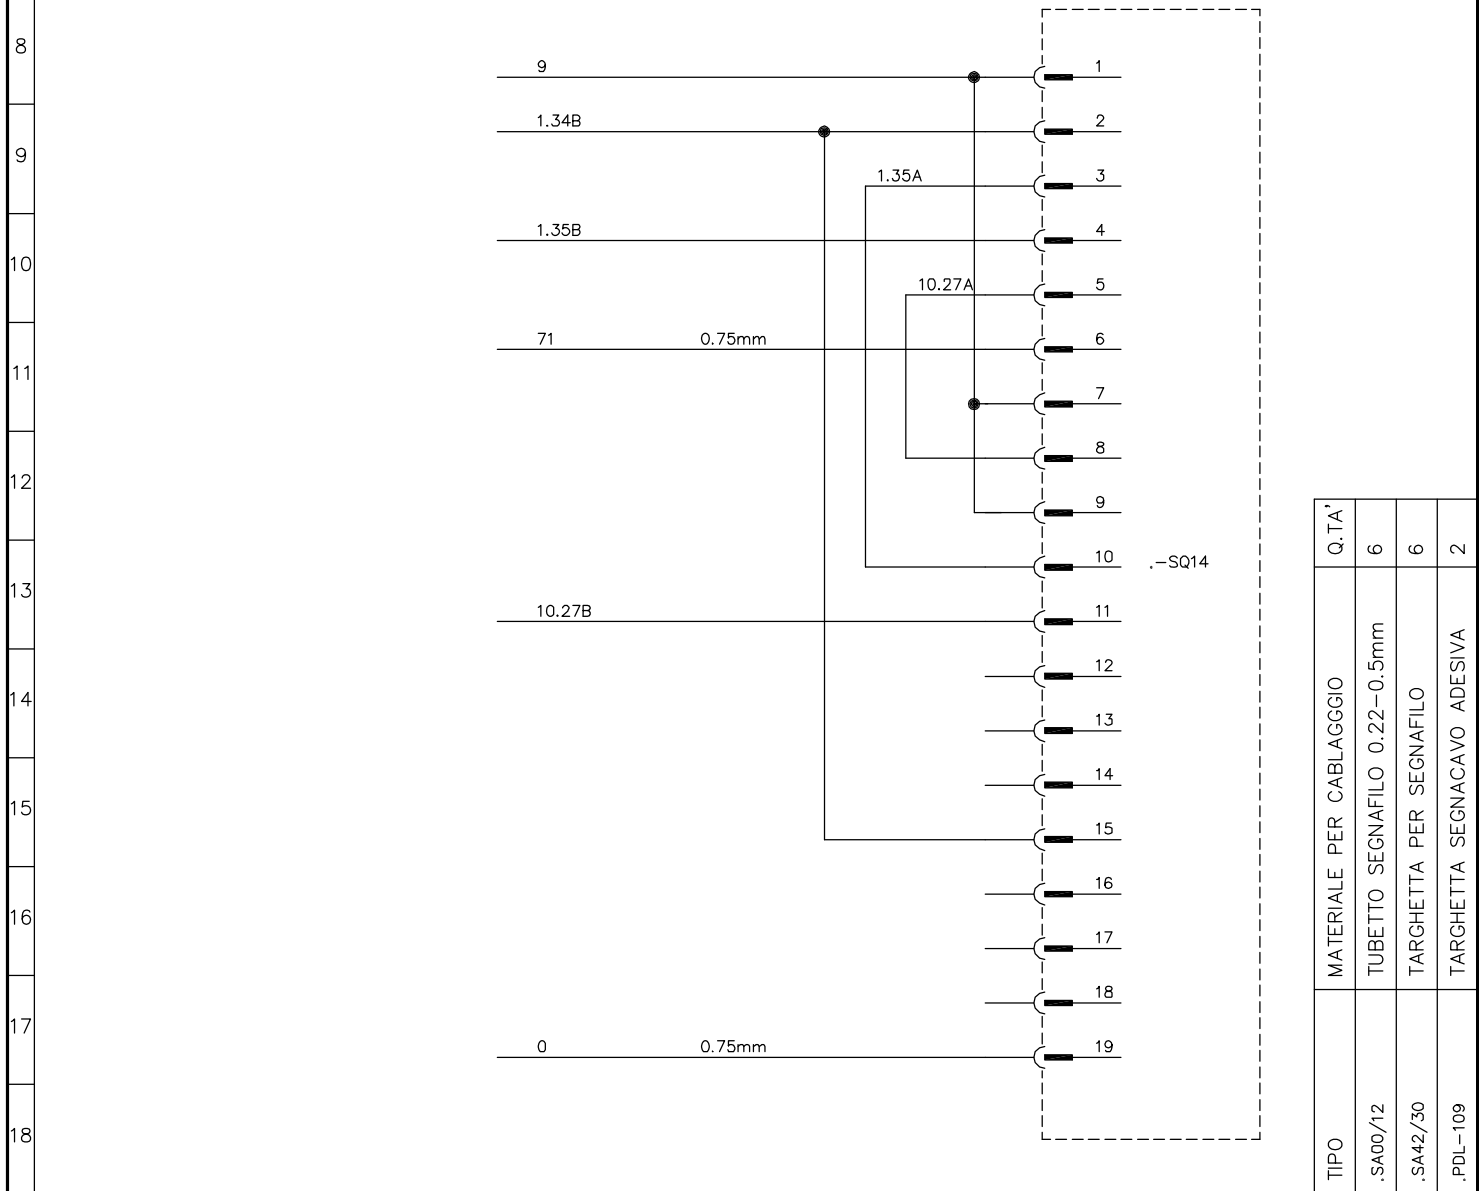 8
9
10
11
12
13
14
15
16
17
18
9
1
1.34B
2
1.35A
3
1.35B
4
10.27A
5
71 0.75mm
6
7
8
9
10
.-SQ14
10.27B
11
12
13
14
15
16
17
18
0 0.75mm
19
TIPO MATERIALE PER CABLAGGGIO Q.TA'
.SA00/12 TUBETTO SEGNAFILO 0.22-0.5mm 6
.SA42/30 TARGHETTA PER SEGNAFILO 6
.PDL-109 TARGHETTA SEGNACAVO ADESIVA 2